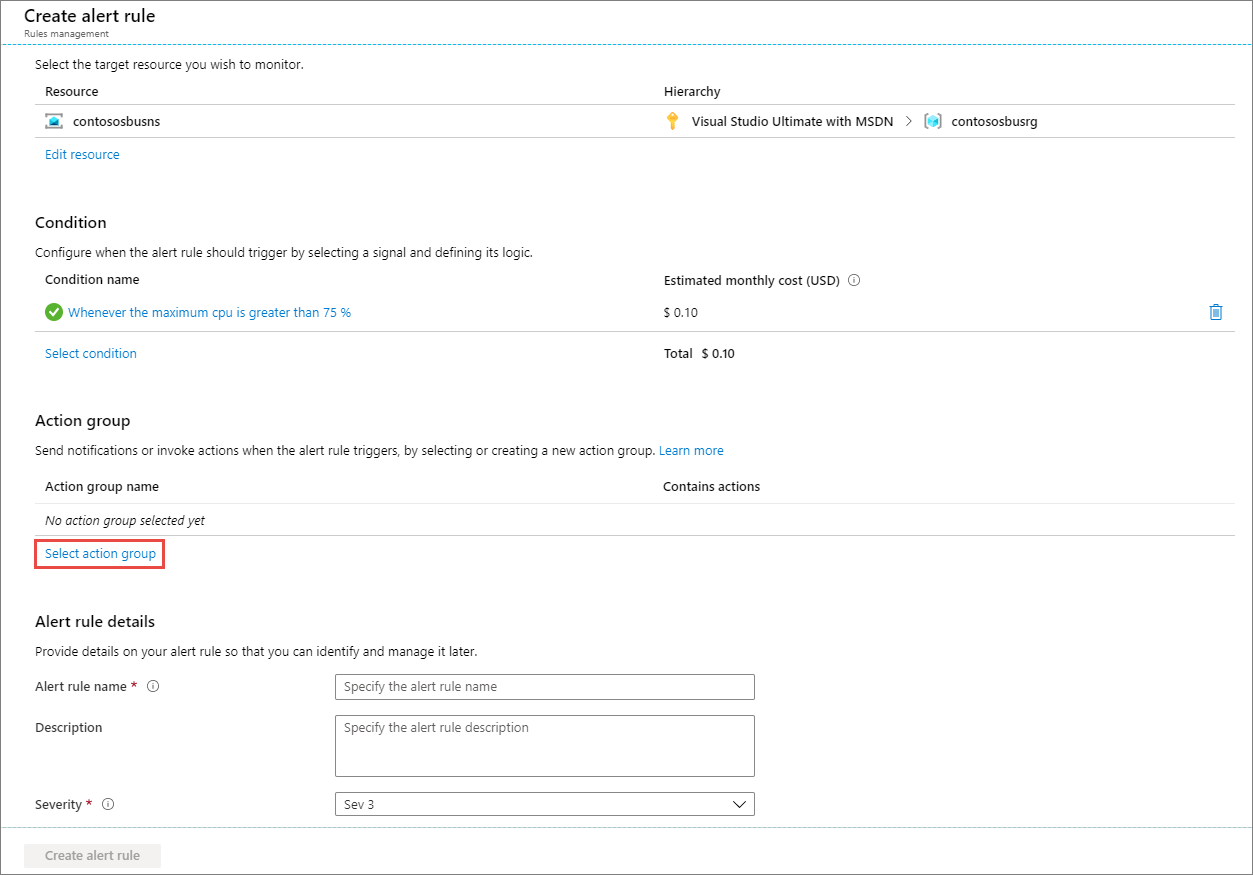 Create alert rule
Rules management
Select the target resource you wish to monitor.
Resource Hierarchy
contososbusns Visual Studio Ultimate with MSDN > contososbusrg
Edit resource
Condition
Configure when the alert rule should trigger by selecting a signal and defining its logic.
Condition name Estimated monthly cost (USD)
Whenever the maximum cpu is greater than 75 % $ 0.10
Select condition Total $ 0.10
Action group
Send notifications or invoke actions when the alert rule triggers, by selecting or creating a new action group. Learn more
Action group name Contains actions
No action group selected yet
Select action group
Alert rule details
Provide details on your alert rule so that you can identify and manage it later.
Alert rule name * Specify the alert rule name
Description Specify the alert rule description
Severity * Sev 3
Create alert rule